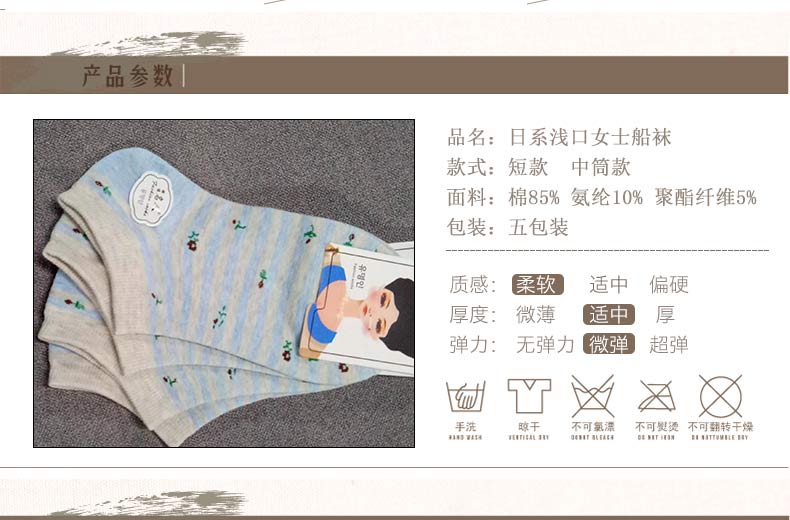 产品参数
品名：日系浅口女士船袜
款式：短款 中筒款
面料：棉85% 氨纶10% 聚酯纤维5%
包装：五包装
质感： 柔软 适中 偏硬
厚度： 微薄 适中 厚
弹力： 无弹力 微弹 超弹
手洗 晾干 不可氯漂 不可熨烫 不可翻转干燥
HAND WASH VERTICAL DRY DONOT BLEACH DO NOT IRON DO NOTTUMBLE DRY